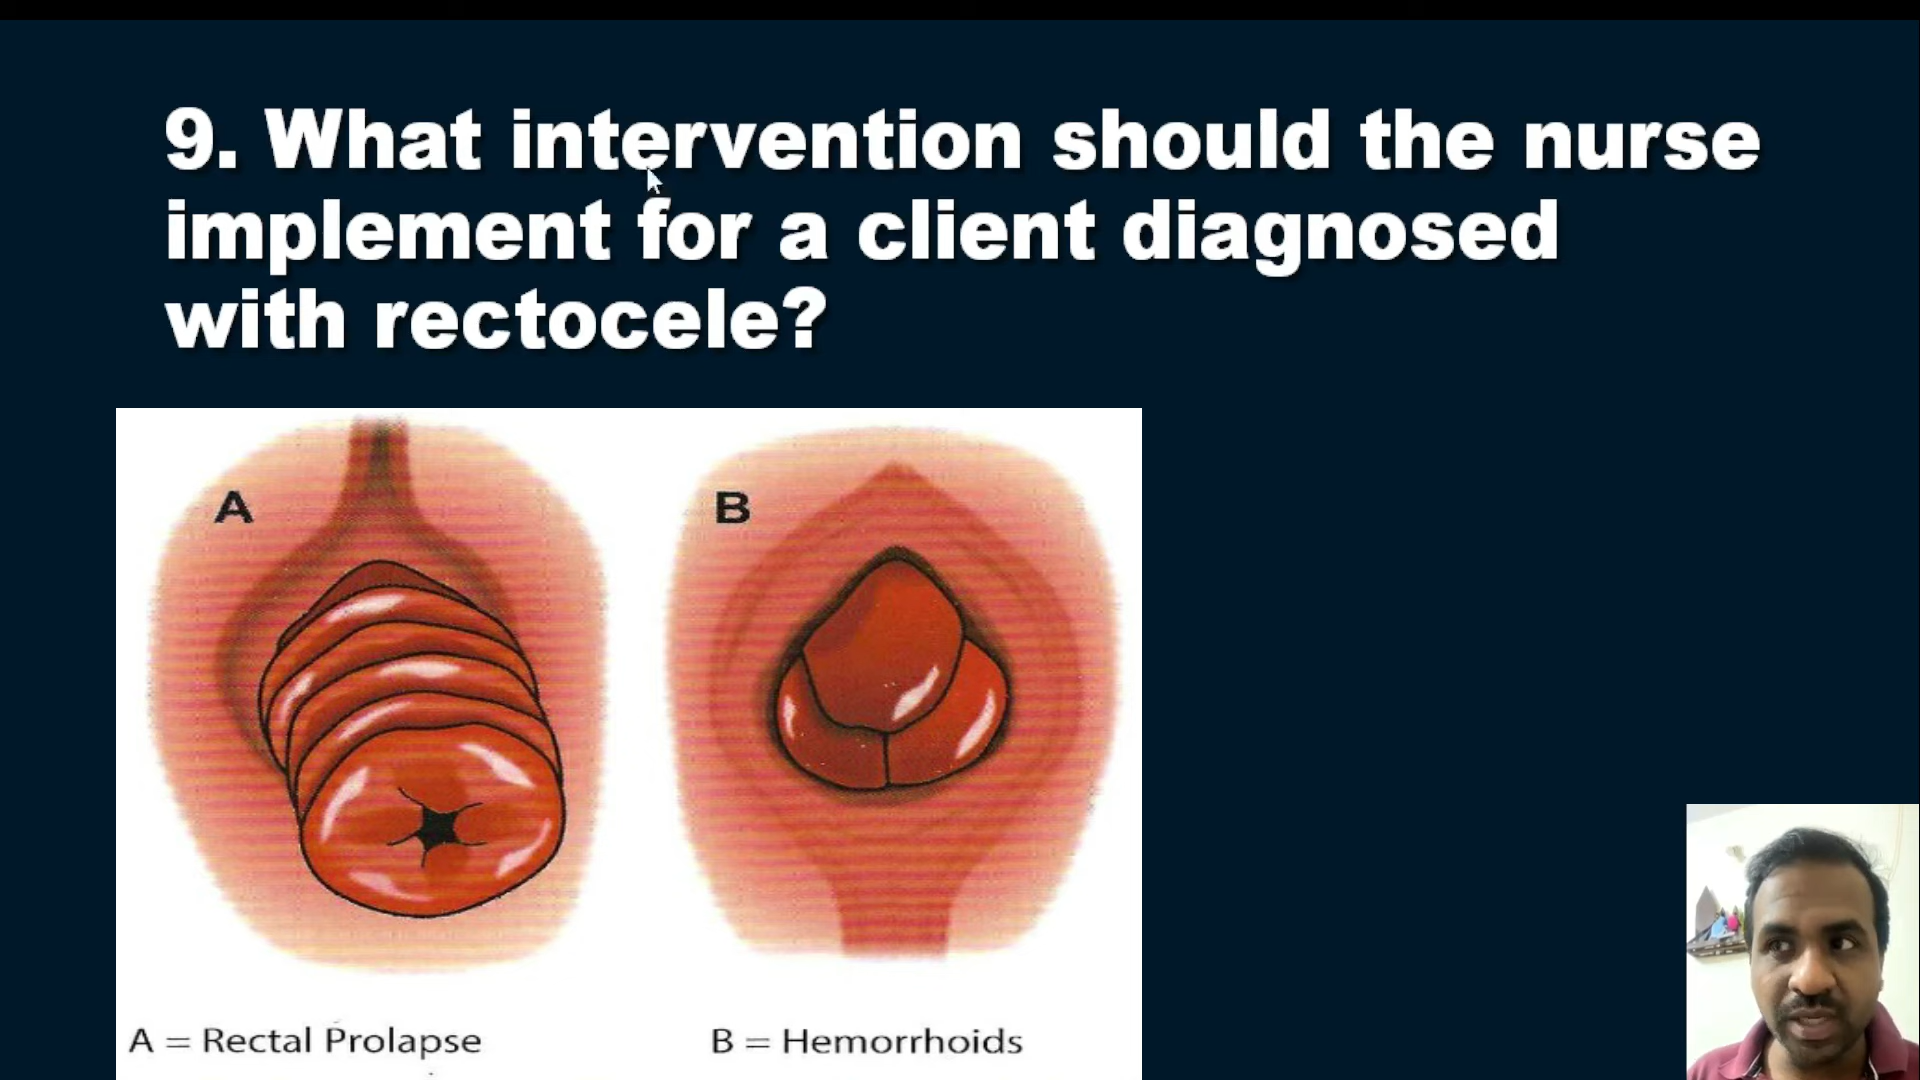 9. What intervention should the nurse
implement for a client diagnosed
with rectocele?
A
B
A = Rectal Prolapse
B = Hemorrhoids